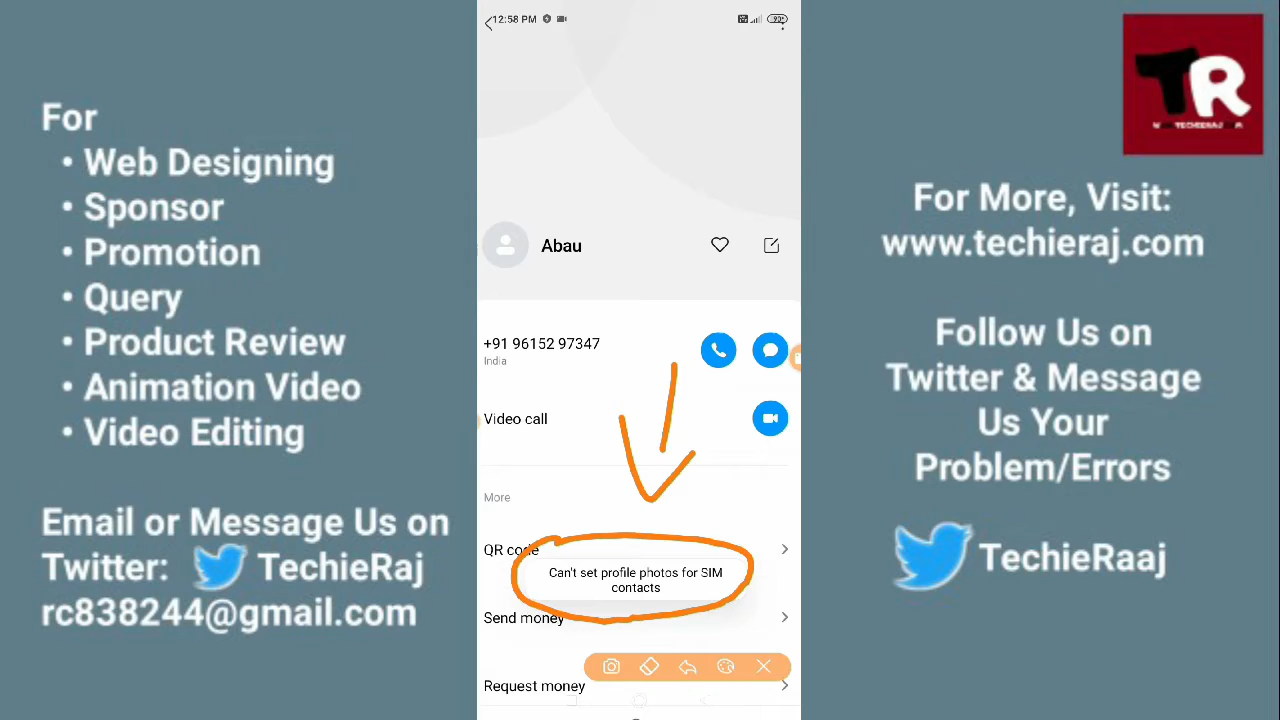 For
• Web Designing
• Sponsor
• Promotion
• Query
• Product Review
• Animation Video
• Video Editing
Email or Message Us on
Twitter: TechieRaj
rc838244@gmail.com
12:58 PM
93
Abau
+91 96152 97347
India
Video call
More
QR code
Can't set profile photos for SIM
contacts
Send money
Request money
TR
For More, Visit:
www.techieraj.com
Follow Us on
Twitter & Message
Us Your
Problem/Errors
TechieRaaj